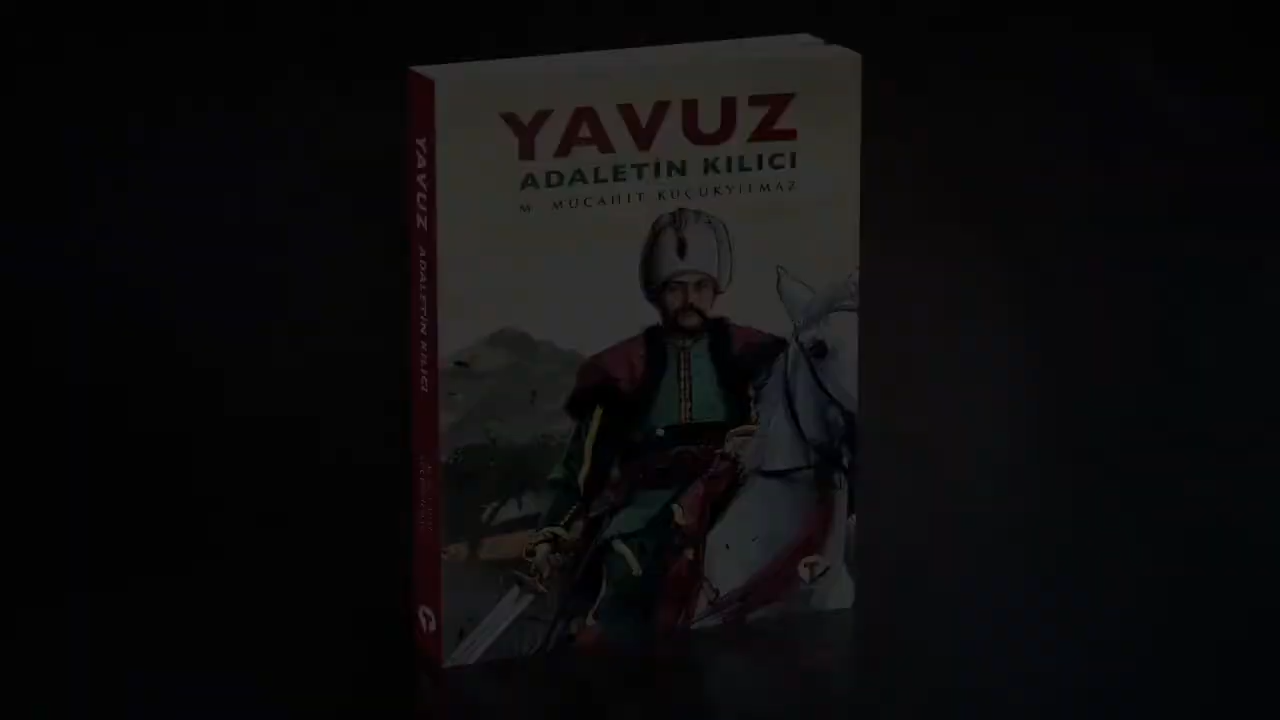 YAVUZ
ADALETİN KILICI
M. MÜCAHİT KÜÇÜKYILMAZ
YAVUZ ADALETİN KILICI